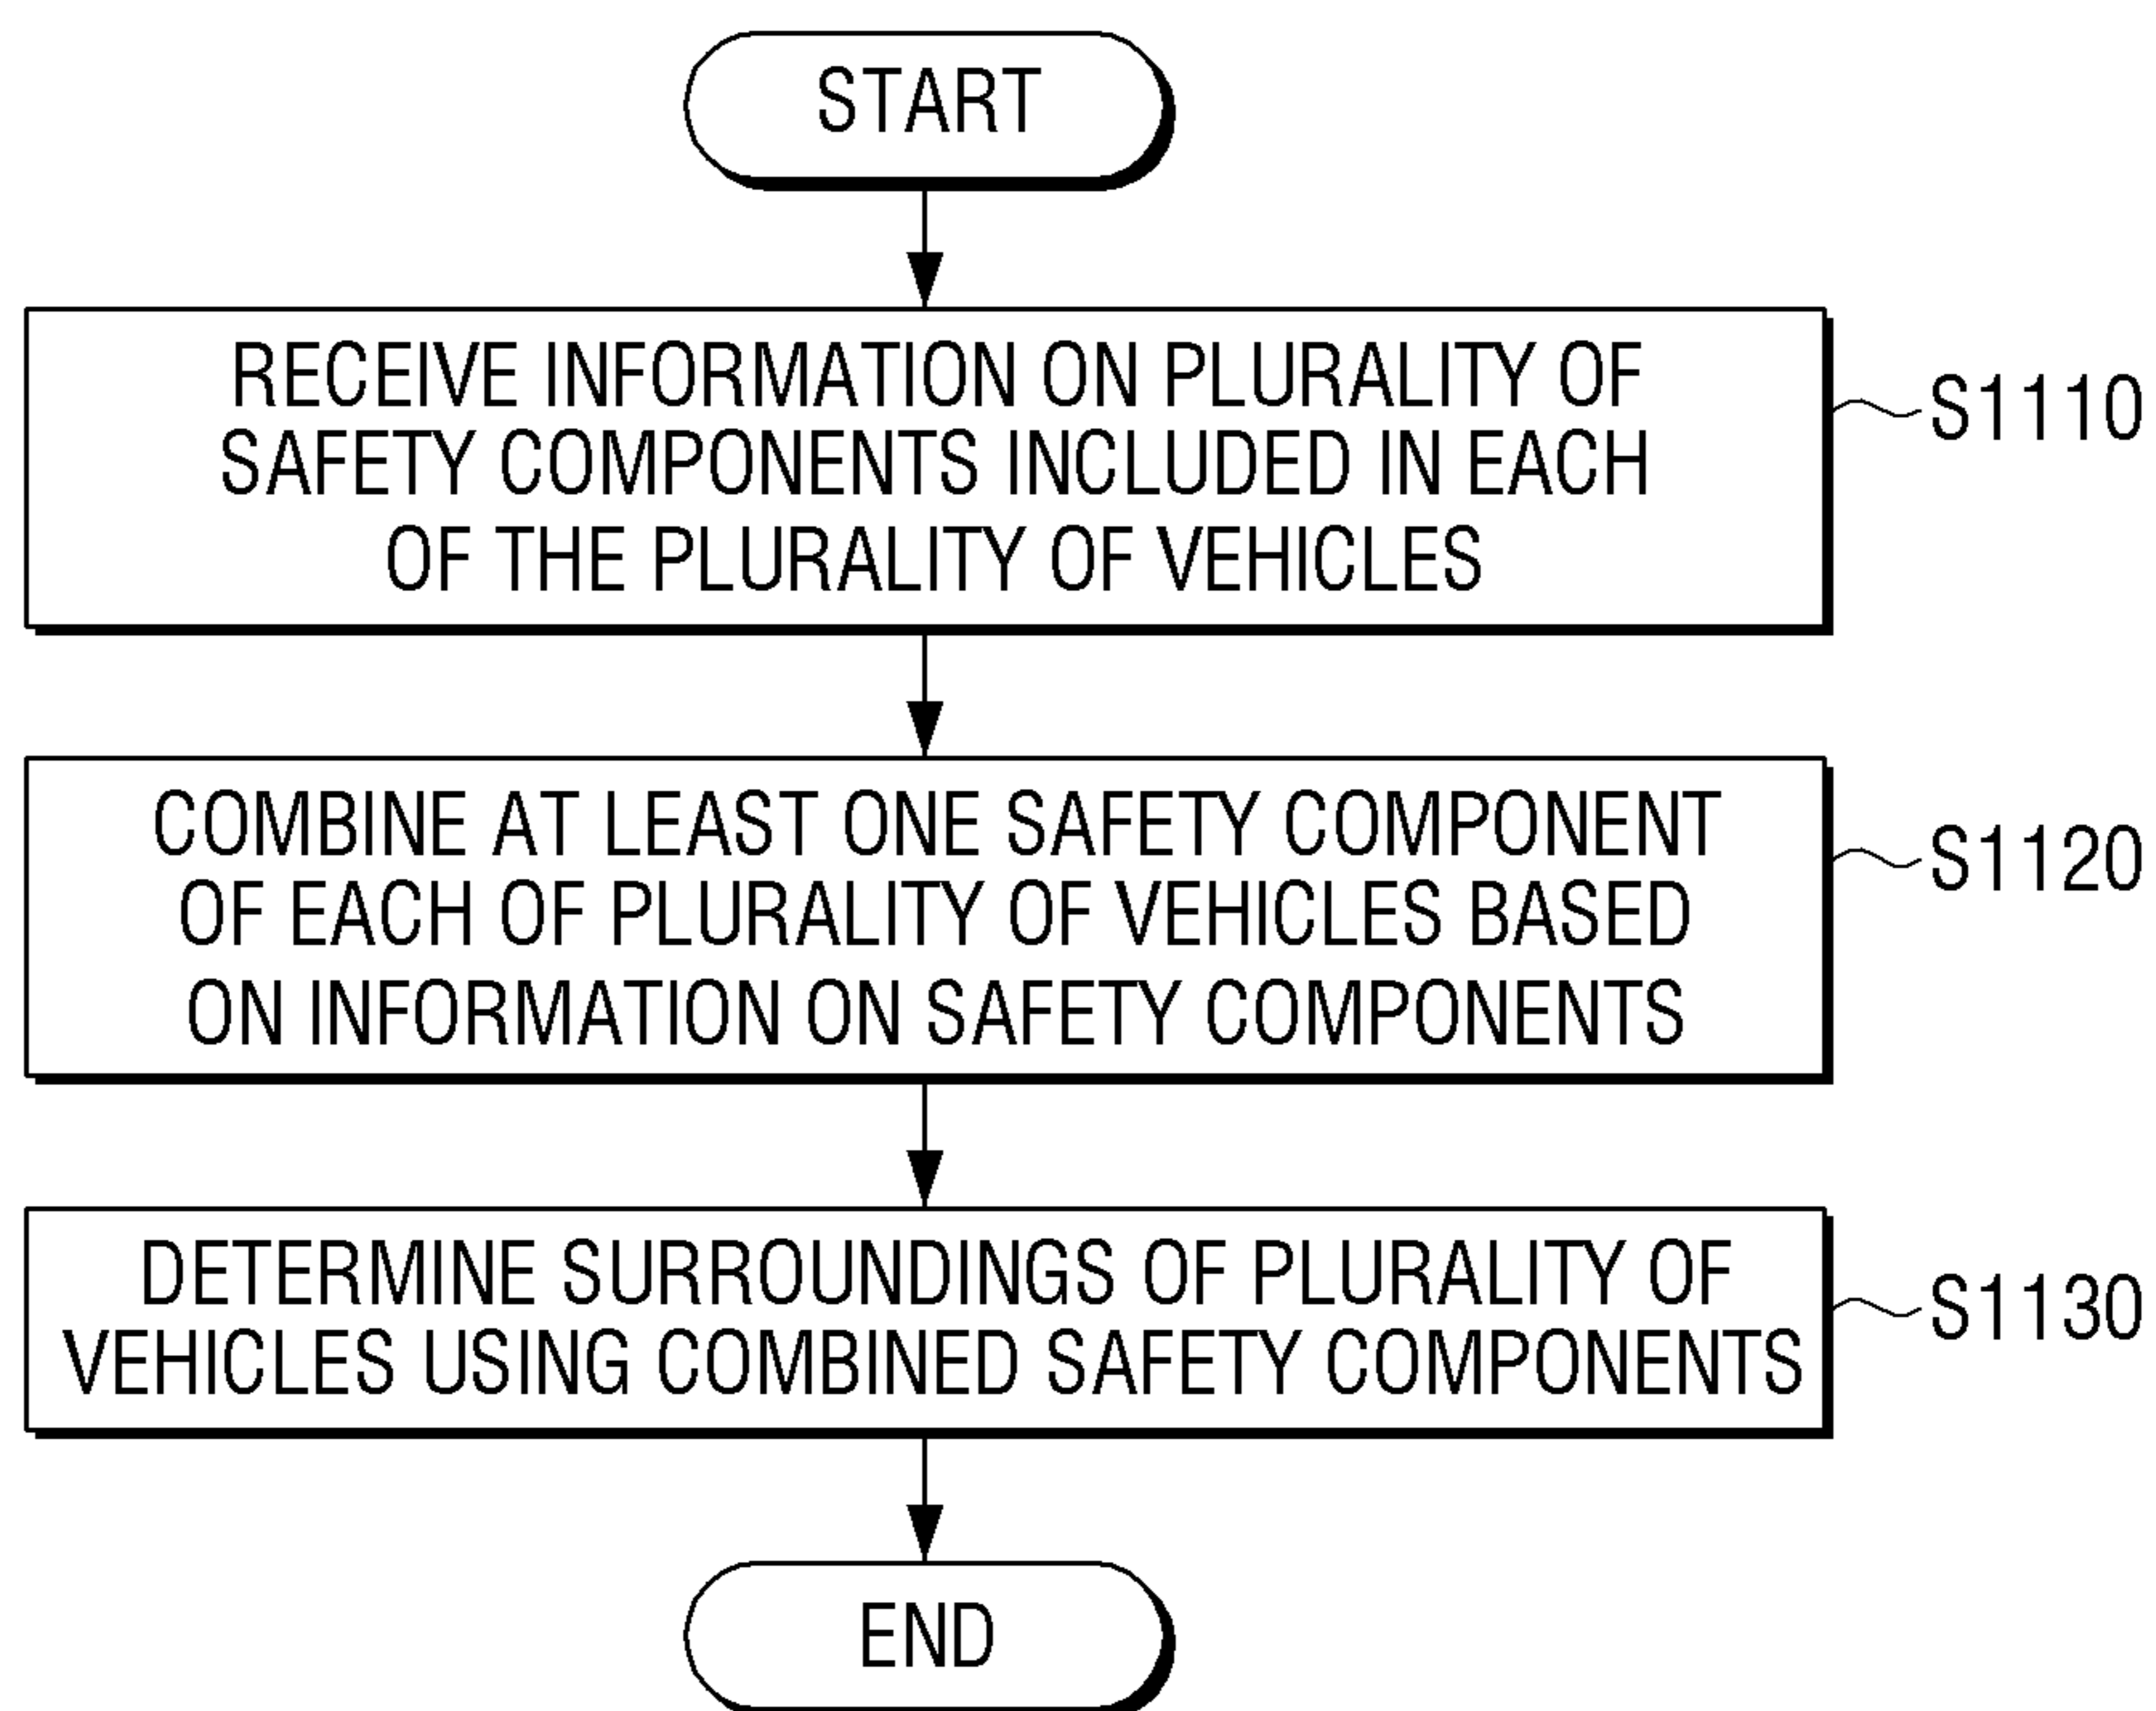 START
RECEIVE INFORMATION ON PLURALITY OF
SAFETY COMPONENTS INCLUDED IN EACH
OF THE PLURALITY OF VEHICLES
S1110
COMBINE AT LEAST ONE SAFETY COMPONENT
OF EACH OF PLURALITY OF VEHICLES BASED
ON INFORMATION ON SAFETY COMPONENTS
S1120
DETERMINE SURROUNDINGS OF PLURALITY OF
VEHICLES USING COMBINED SAFETY COMPONENTS
S1130
END